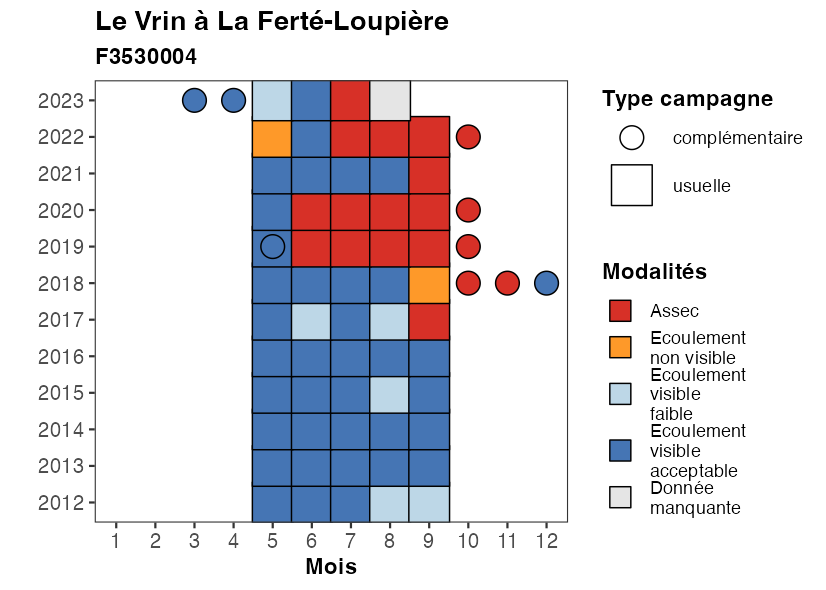 Le Vrin à La Ferté-Loupière
F3530004
2023
2022
2021
2020
2019
2018
2017
2016
2015
2014
2013
2012
1 2 3 4 5 6 7 8 9 10 11 12
Mois
Type campagne
complémentaire
usuelle
Modalités
Assec
Ecoulement
non visible
Ecoulement
visible
faible
Ecoulement
visible
acceptable
Donnée
manquante